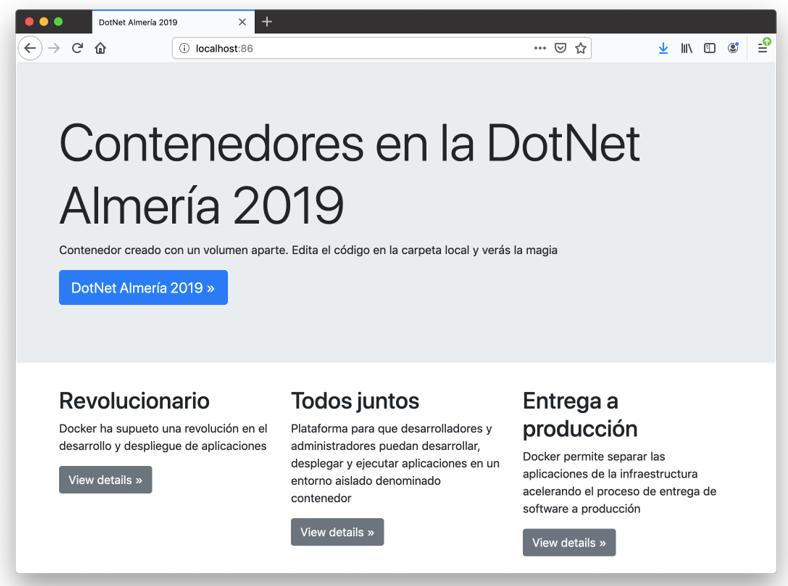 DotNet Almería 2019
localhost:86
Contenedores en la DotNet
Almería 2019
Contenedor creado con un volumen aparte. Edita el código en la carpeta local y verás la magia
DotNet Almería 2019 »
Revolucionario
Docker ha supueto una revolución en el
desarrollo y despliegue de aplicaciones
View details »
Todos juntos
Plataforma para que desarrolladores y
administradores puedan desarrollar,
desplegar y ejecutar aplicaciones en un
entorno aislado denominado
contenedor
View details »
Entrega a
producción
Docker permite separar las
aplicaciones de la infraestructura
acelerando el proceso de entrega de
software a producción
View details »